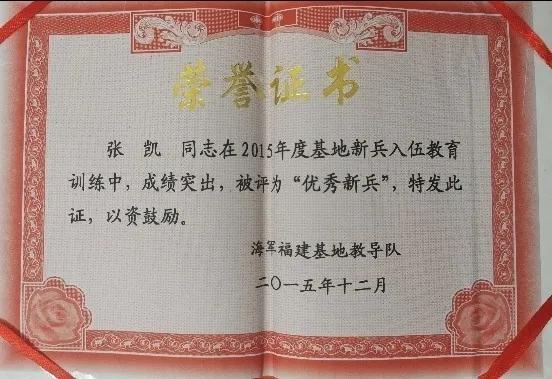 荣誉证书
张 凯 同志在2015年度基地新兵入伍教育
训练中，成绩突出，被评为“优秀新兵”，特发此
证，以资鼓励。
海军福建基地教导队
二〇一五年十二月